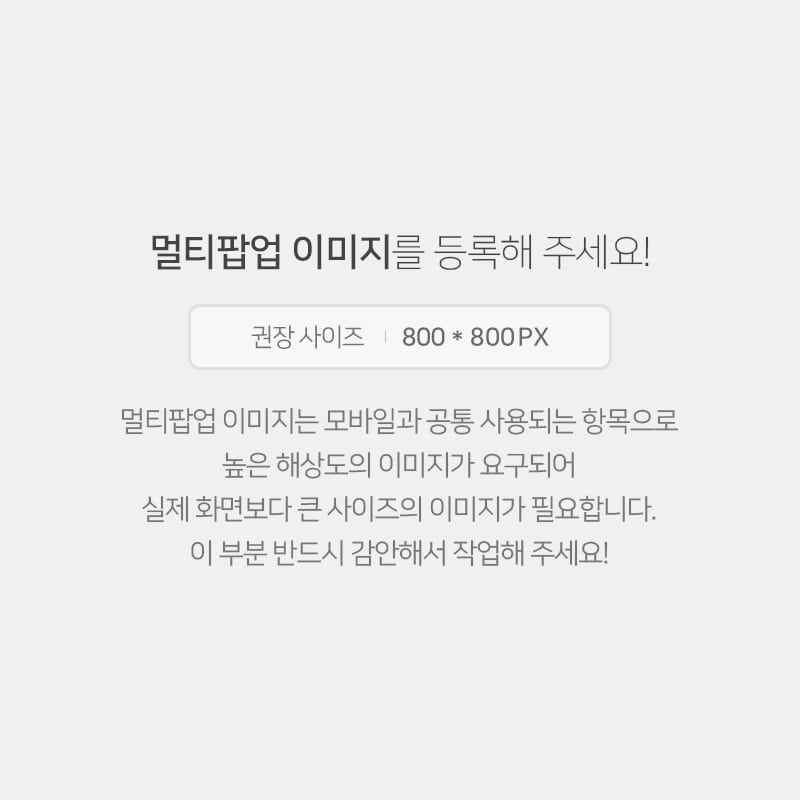 멀티팝업 이미지를 등록해 주세요!
권장 사이즈 | 800 * 800PX
멀티팝업 이미지는 모바일과 공통 사용되는 항목으로
높은 해상도의 이미지가 요구되어
실제 화면보다 큰 사이즈의 이미지가 필요합니다.
이 부분 반드시 감안해서 작업해 주세요!